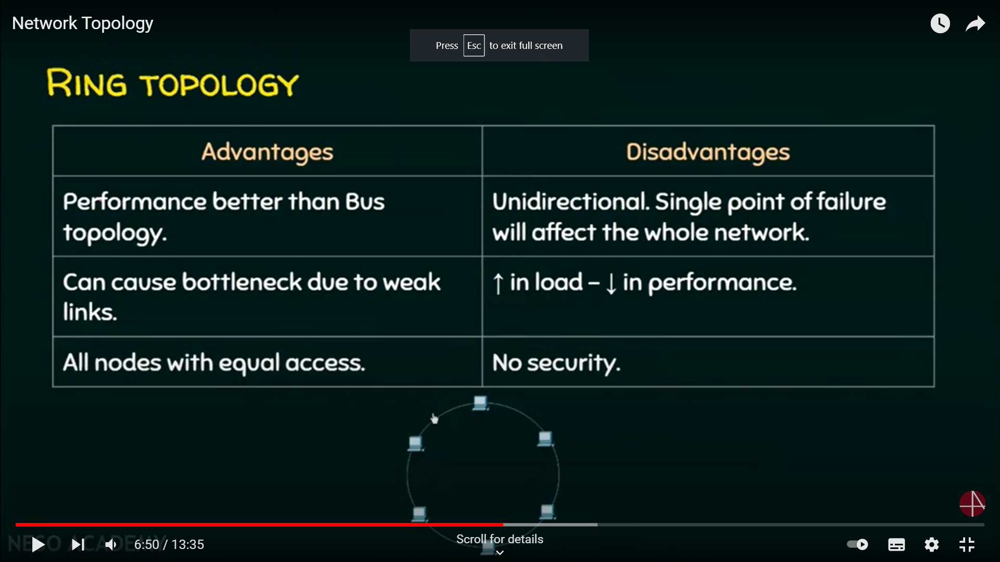 Network Topology
Press Esc to exit full screen
RING TOPOLOGY
Advantages
Disadvantages
Performance better than Bus
topology.
Unidirectional. Single point of failure
will affect the whole network.
Can cause bottleneck due to weak
links.
↑ in load – ↓ in performance.
All nodes with equal access.
No security.
NESO ACADEMY
6:50 / 13:35
Scroll for details